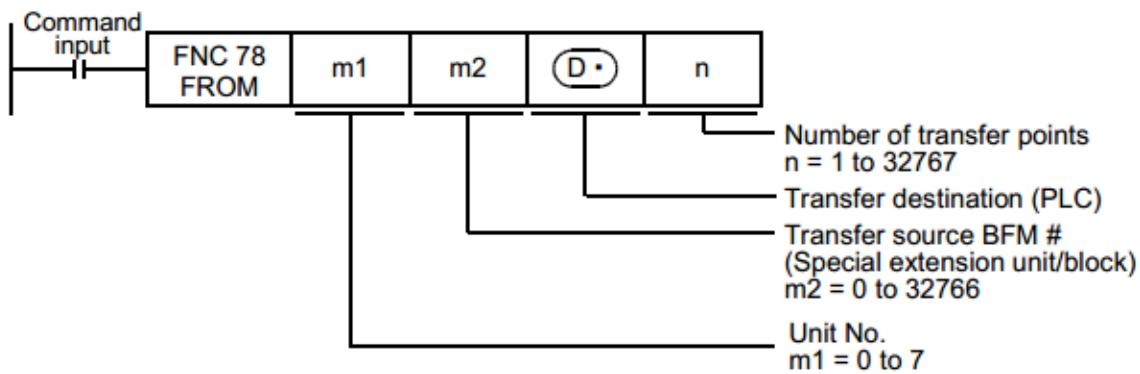 Command
input
FNC 78
FROM
m1
m2
D •
n
Number of transfer points
n = 1 to 32767
Transfer destination (PLC)
Transfer source BFM #
(Special extension unit/block)
m2 = 0 to 32766
Unit No.
m1 = 0 to 7